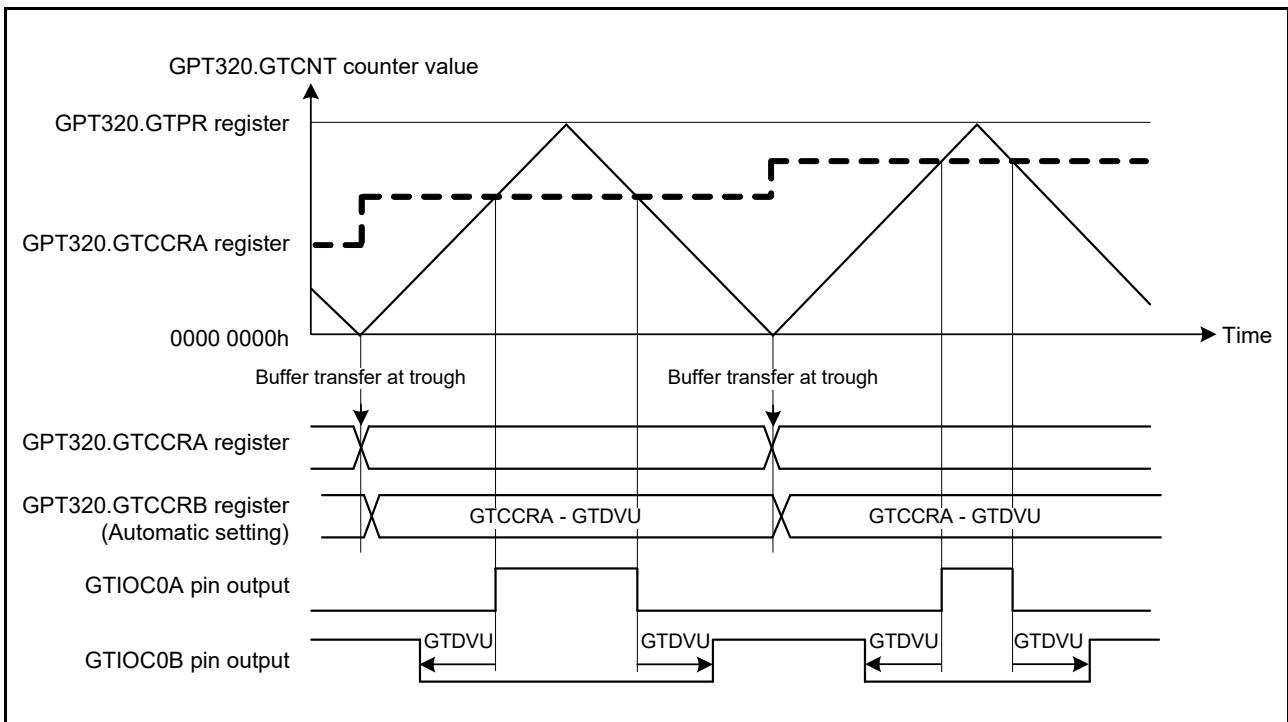 GPT320.GTCNT counter value
GPT320.GTPR register
GPT320.GTCCRA register
0000 0000h
Time
Buffer transfer at trough
Buffer transfer at trough
GPT320.GTCCRA register
GPT320.GTCCRB register
(Automatic setting)
GTCCRA - GTDVU
GTCCRA - GTDVU
GTIOC0A pin output
GTIOC0B pin output
GTDVU
GTDVU
GTDVU
GTDVU